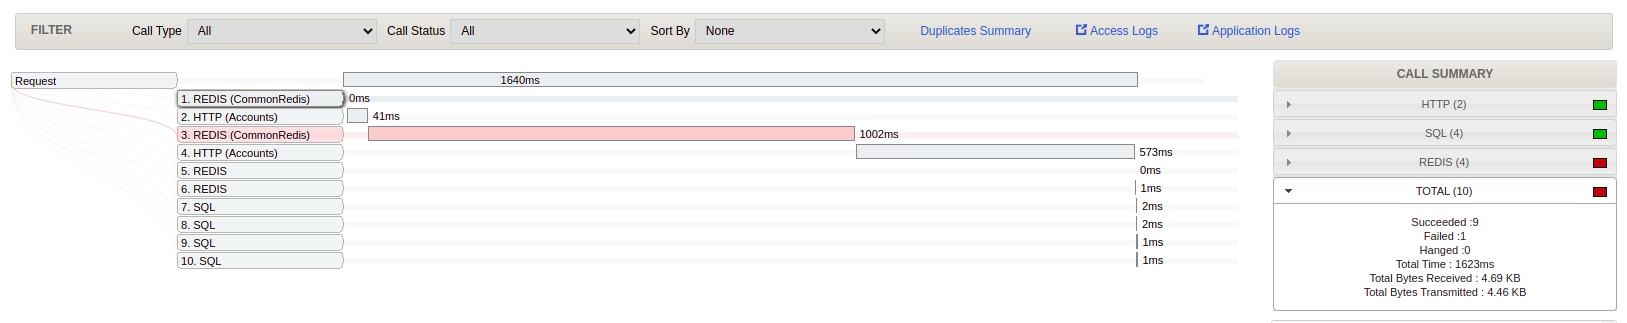 FILTER Call Type All Call Status All Sort By None Duplicates Summary Access Logs Application Logs
Request 1640ms
1. REDIS (CommonRedis) 0ms
2. HTTP (Accounts) 41ms
3. REDIS (CommonRedis) 1002ms
4. HTTP (Accounts) 573ms
5. REDIS 0ms
6. REDIS 1ms
7. SQL 2ms
8. SQL 2ms
9. SQL 1ms
10. SQL 1ms
CALL SUMMARY
HTTP (2)
SQL (4)
REDIS (4)
TOTAL (10)
Succeeded :9
Failed :1
Hanged :0
Total Time : 1623ms
Total Bytes Received : 4.69 KB
Total Bytes Transmitted : 4.46 KB